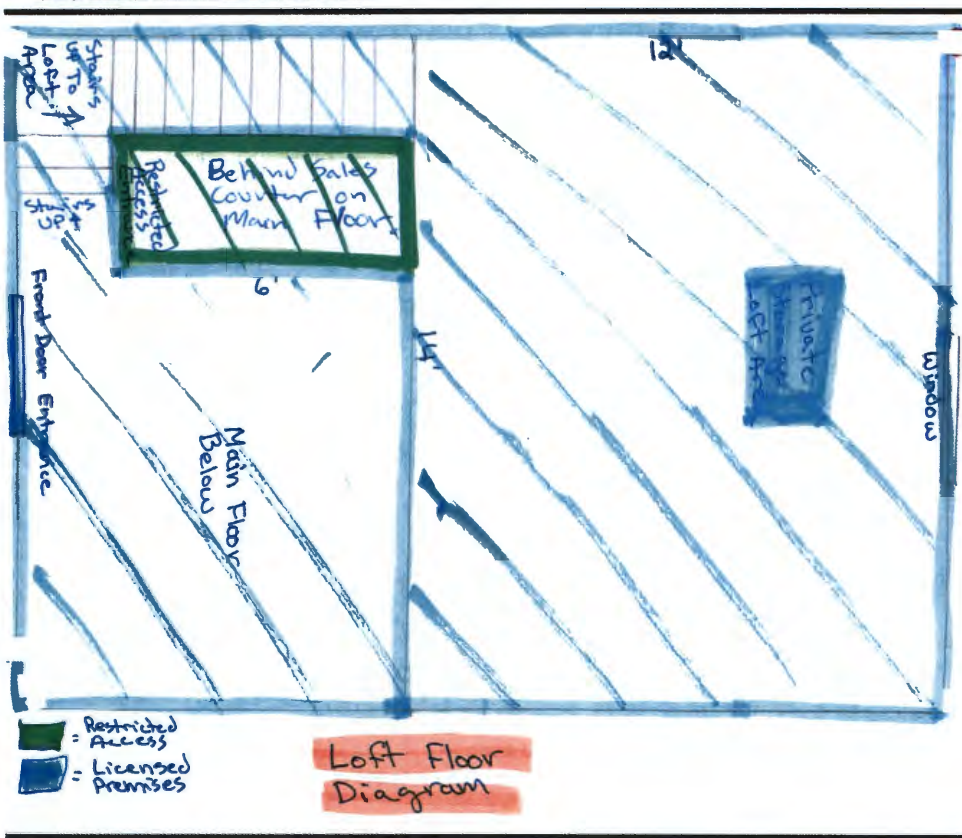 Stairs
up To
Loft
Area
12'
Restricted
Access
Entrance
Behind Sales
Counter on
Main Floor
Stairs
UP
6'
Front Door Entrance
14'
Private
Storage
Loft Area
Window
Main Floor
Below
= Restricted
Access
= Licensed
Premises
Loft Floor
Diagram